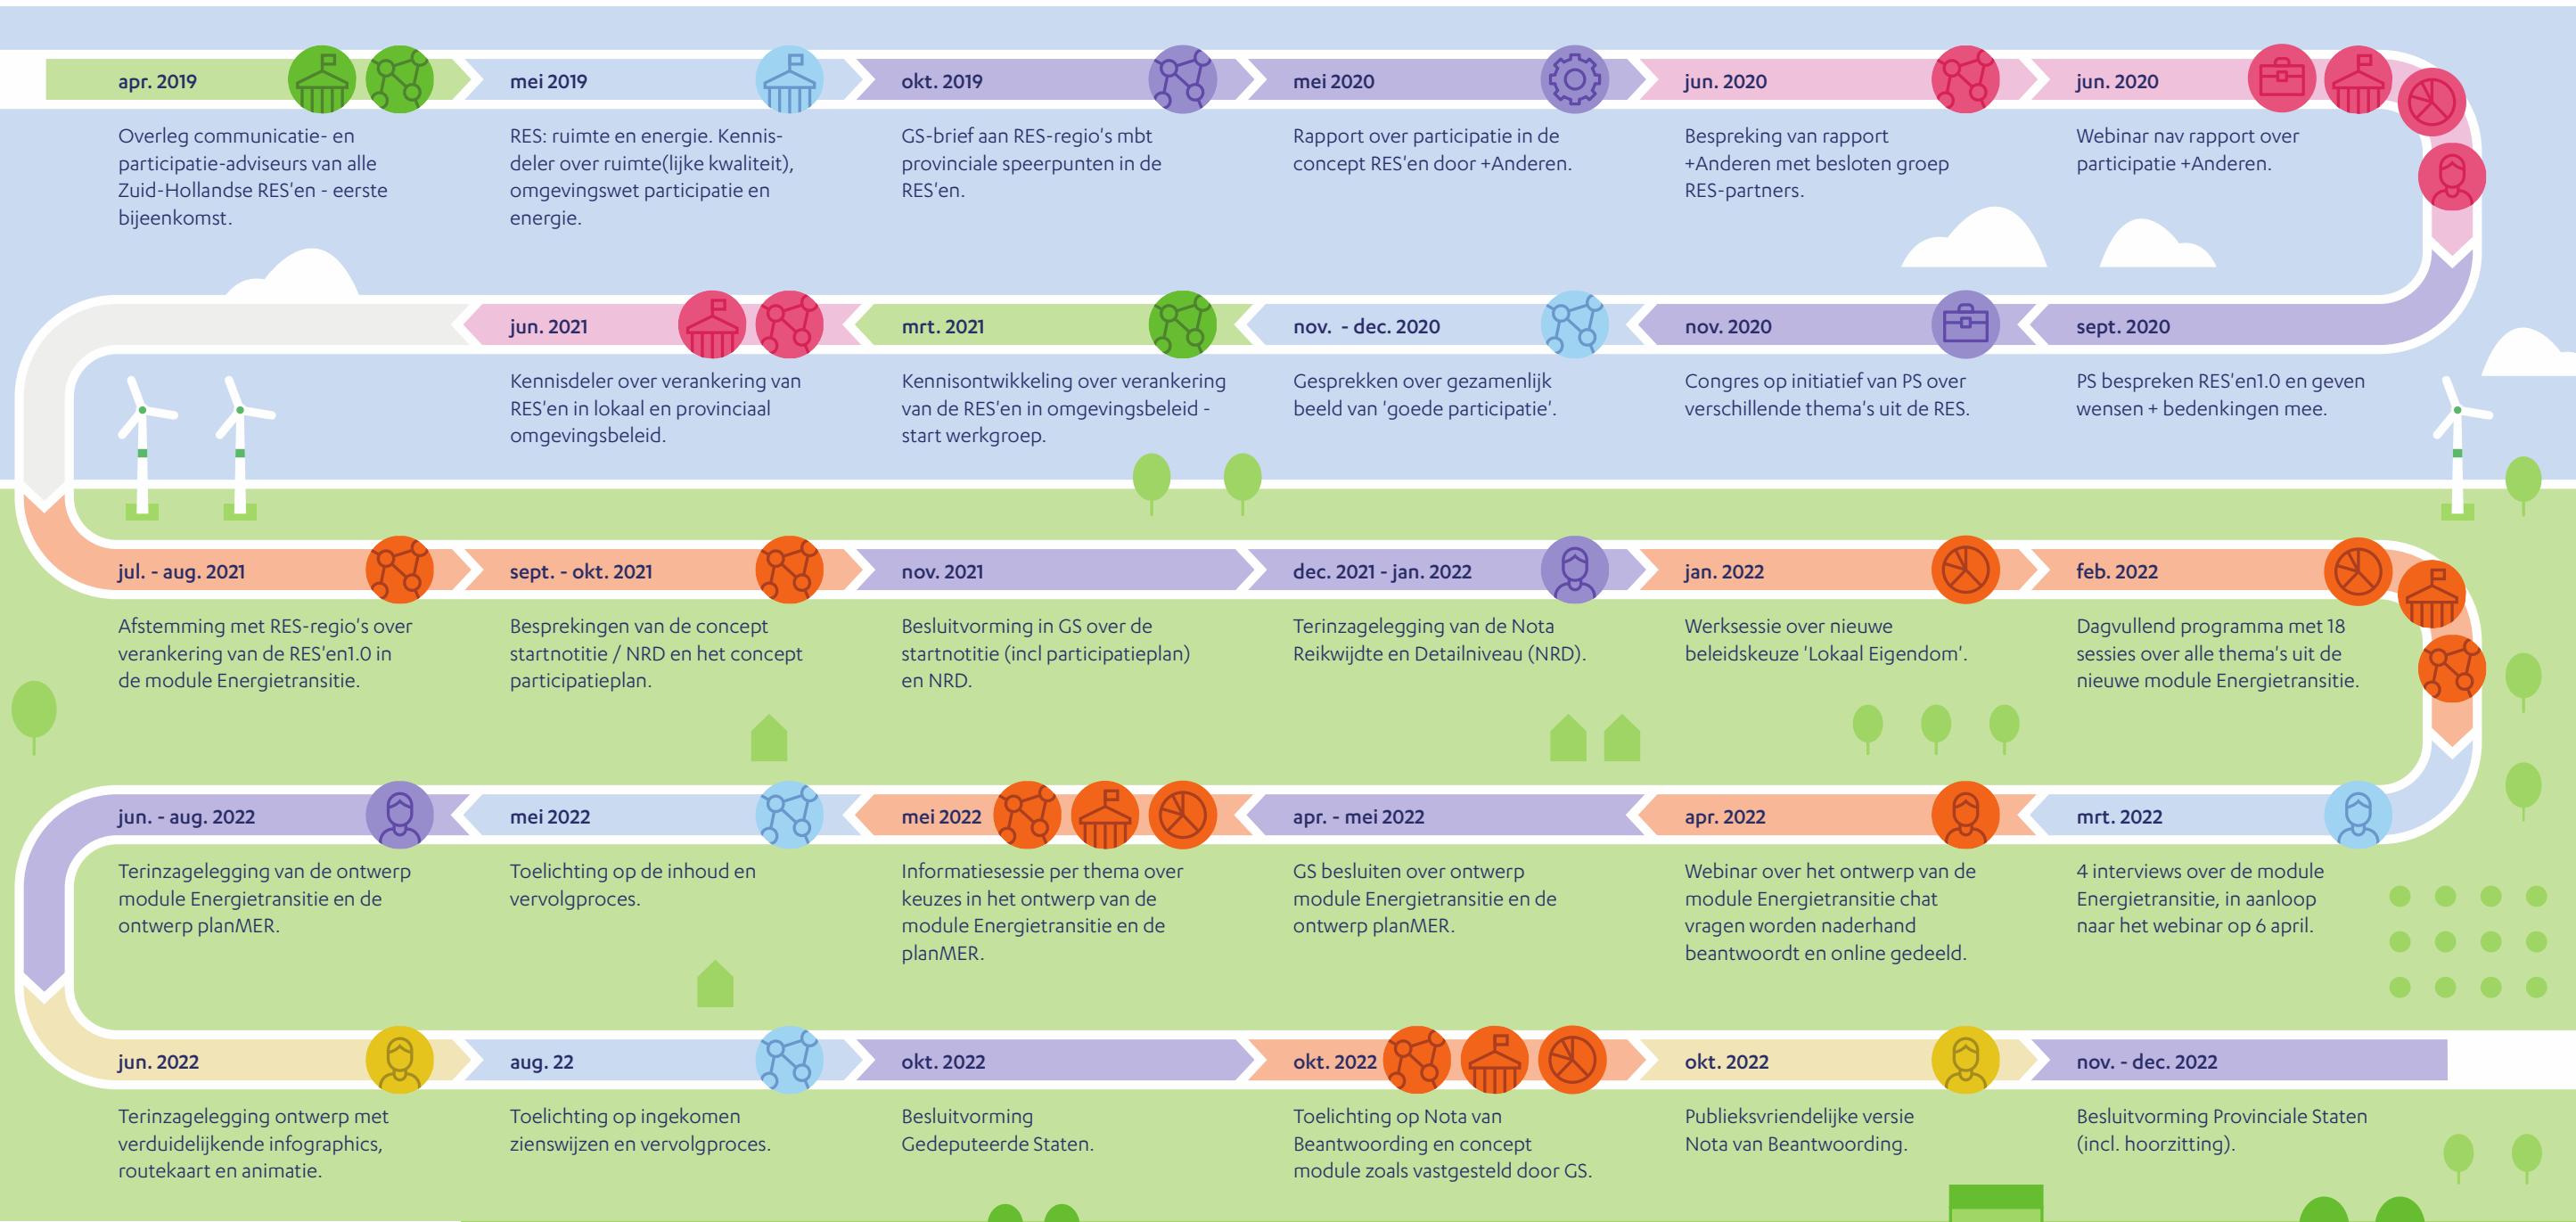 apr. 2019
Overleg communicatie- en
participatie-adviseurs van alle
Zuid-Hollandse RES'en - eerste
bijeenkomst.
mei 2019
RES: ruimte en energie. Kennis-
deler over ruimte(lijke kwaliteit),
omgevingswet participatie en
energie.
okt. 2019
GS-brief aan RES-regio's mbt
provinciale speerpunten in de
RES'en.
mei 2020
Rapport over participatie in de
concept RES'en door +Anderen.
jun. 2020
Bespreking van rapport
+Anderen met besloten groep
RES-partners.
jun. 2020
Webinar nav rapport over
participatie +Anderen.
sept. 2020
PS bespreken RES'en1.0 en geven
wensen + bedenkingen mee.
nov. 2020
Congres op initiatief van PS over
verschillende thema's uit de RES.
nov. - dec. 2020
Gesprekken over gezamenlijk
beeld van 'goede participatie'.
mrt. 2021
Kennisontwikkeling over verankering
van de RES'en in omgevingsbeleid -
start werkgroep.
jun. 2021
Kennisdeler over verankering van
RES'en in lokaal en provinciaal
omgevingsbeleid.
jul. - aug. 2021
Afstemming met RES-regio's over
verankering van de RES'en1.0 in
de module Energietransitie.
sept. - okt. 2021
Besprekingen van de concept
startnotitie / NRD en het concept
participatieplan.
nov. 2021
Besluitvorming in GS over de
startnotitie (incl participatieplan)
en NRD.
dec. 2021 - jan. 2022
Terinzagelegging van de Nota
Reikwijdte en Detailniveau (NRD).
jan. 2022
Werksessie over nieuwe
beleidskeuze 'Lokaal Eigendom'.
feb. 2022
Dagvullend programma met 18
sessies over alle thema's uit de
nieuwe module Energietransitie.
mrt. 2022
4 interviews over de module
Energietransitie, in aanloop
naar het webinar op 6 april.
apr. 2022
Webinar over het ontwerp van de
module Energietransitie chat
vragen worden naderhand
beantwoordt en online gedeeld.
apr. - mei 2022
GS besluiten over ontwerp
module Energietransitie en de
ontwerp planMER.
mei 2022
Informatiesessie per thema over
keuzes in het ontwerp van de
module Energietransitie en de
planMER.
mei 2022
Toelichting op de inhoud en
vervolgproces.
jun. - aug. 2022
Terinzagelegging van de ontwerp
module Energietransitie en de
ontwerp planMER.
jun. 2022
Terinzagelegging ontwerp met
verduidelijkende infographics,
routekaart en animatie.
aug. 22
Toelichting op ingekomen
zienswijzen en vervolgproces.
okt. 2022
Besluitvorming
Gedeputeerde Staten.
okt. 2022
Toelichting op Nota van
Beantwoording en concept
module zoals vastgesteld door GS.
okt. 2022
Publieksvriendelijke versie
Nota van Beantwoording.
nov. - dec. 2022
Besluitvorming Provinciale Staten
(incl. hoorzitting).